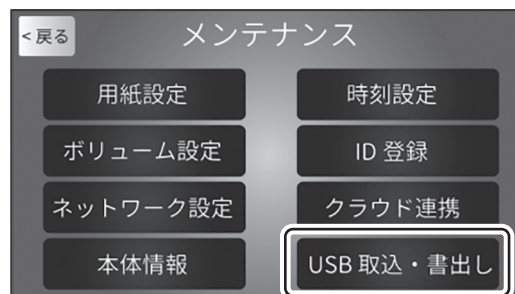 <戻る
メンテナンス
用紙設定
時刻設定
ボリューム設定
ID 登録
ネットワーク設定
クラウド連携
本体情報
USB 取込・書出し